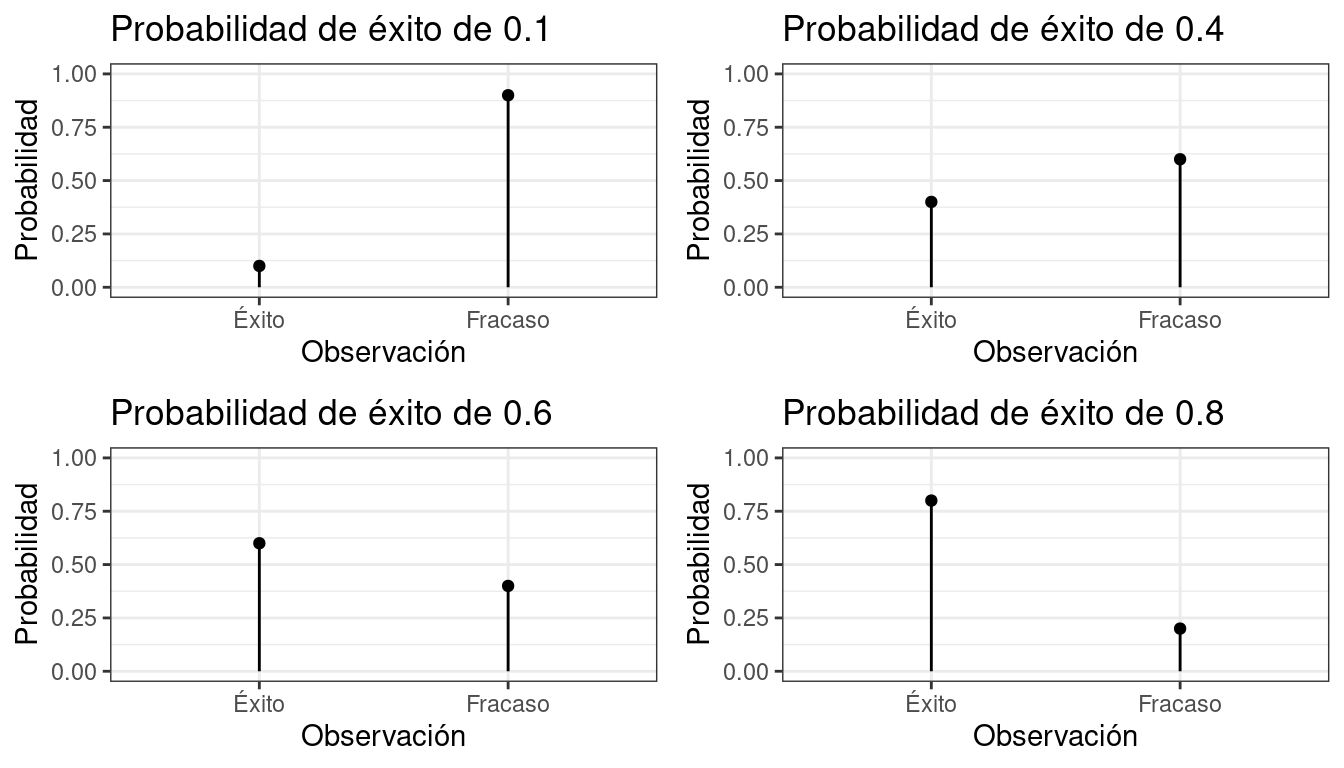 Probabilidad de éxito de 0.1
Probabilidad
1.00
0.75
0.50
0.25
0.00
Éxito Fracaso
Observación
Probabilidad de éxito de 0.4
Probabilidad
1.00
0.75
0.50
0.25
0.00
Éxito Fracaso
Observación
Probabilidad de éxito de 0.6
Probabilidad
1.00
0.75
0.50
0.25
0.00
Éxito Fracaso
Observación
Probabilidad de éxito de 0.8
Probabilidad
1.00
0.75
0.50
0.25
0.00
Éxito Fracaso
Observación